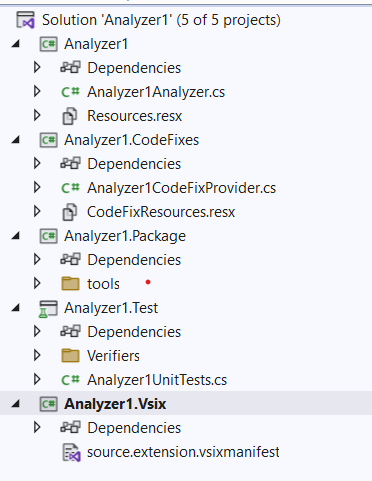 Solution 'Analyzer1' (5 of 5 projects)
C# Analyzer1
Dependencies
C# Analyzer1Analyzer.cs
Resources.resx
C# Analyzer1.CodeFixes
Dependencies
C# Analyzer1CodeFixProvider.cs
CodeFixResources.resx
C# Analyzer1.Package
Dependencies
tools
Analyzer1.Test
Dependencies
Verifiers
C# Analyzer1UnitTests.cs
C# Analyzer1.Vsix
Dependencies
source.extension.vsixmanifest